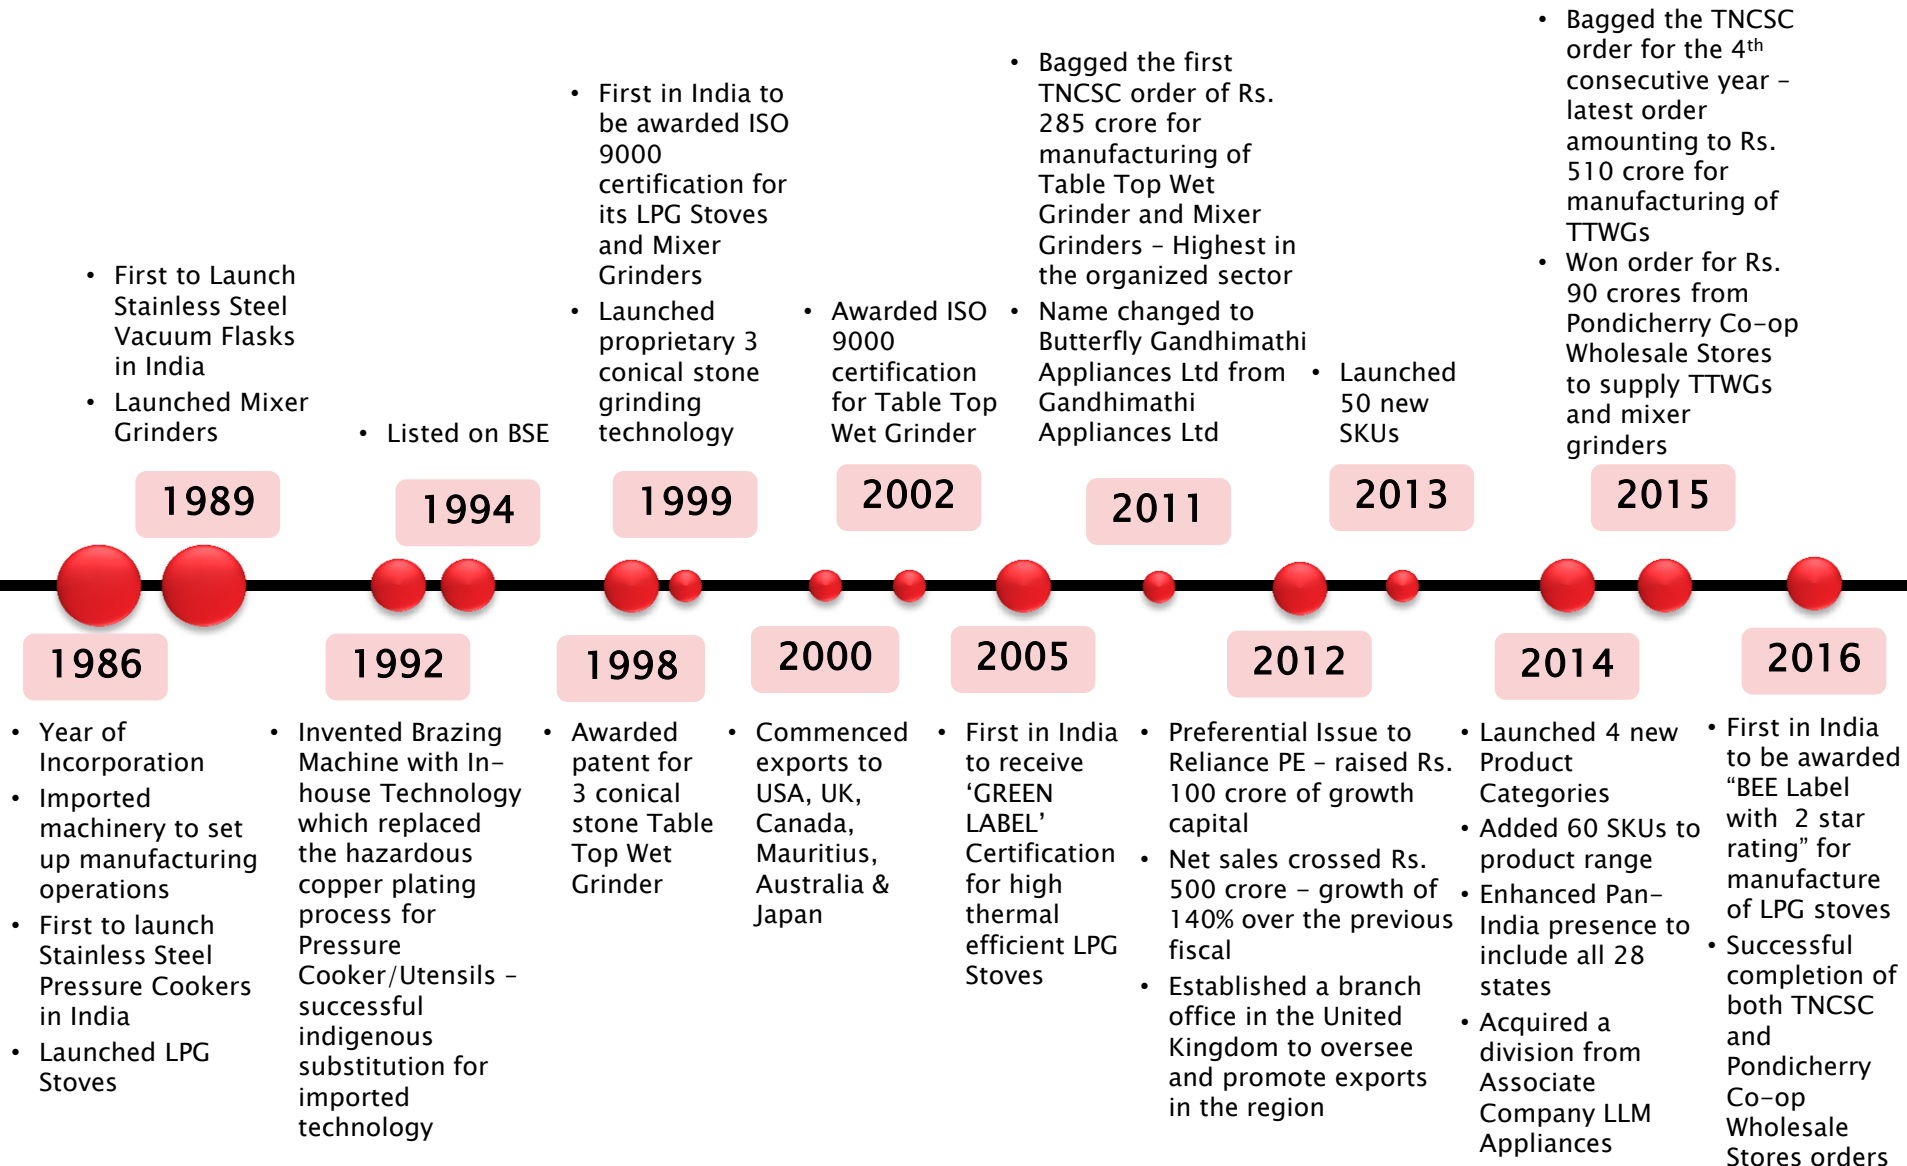 • First to Launch
Stainless Steel
Vacuum Flasks
in India
• Launched Mixer
Grinders
1989
• Listed on BSE
1994
• First in India to
be awarded ISO
9000
certification for
its LPG Stoves
and Mixer
Grinders
• Launched
proprietary 3
conical stone
grinding
technology
1999
• Awarded ISO
9000
certification
for Table Top
Wet Grinder
2002
• Bagged the first
TNCSC order of Rs.
285 crore for
manufacturing of
Table Top Wet
Grinder and Mixer
Grinders – Highest in
the organized sector
• Name changed to
Butterfly Gandhimathi
Appliances Ltd from
Gandhimathi
Appliances Ltd
2011
• Launched
50 new
SKUs
2013
• Bagged the TNCSC
order for the 4th
consecutive year –
latest order
amounting to Rs.
510 crore for
manufacturing of
TTWGs
• Won order for Rs.
90 crores from
Pondicherry Co-op
Wholesale Stores
to supply TTWGs
and mixer
grinders
2015
1986
• Year of
Incorporation
• Imported
machinery to set
up manufacturing
operations
• First to launch
Stainless Steel
Pressure Cookers
in India
• Launched LPG
Stoves
1992
• Invented Brazing
Machine with In-
house Technology
which replaced
the hazardous
copper plating
process for
Pressure
Cooker/Utensils –
successful
indigenous
substitution for
imported
technology
1998
• Awarded
patent for
3 conical
stone Table
Top Wet
Grinder
2000
• Commenced
exports to
USA, UK,
Canada,
Mauritius,
Australia &
Japan
2005
• First in India
to receive
‘GREEN
LABEL’
Certification
for high
thermal
efficient LPG
Stoves
2012
• Preferential Issue to
Reliance PE – raised Rs.
100 crore of growth
capital
• Net sales crossed Rs.
500 crore – growth of
140% over the previous
fiscal
• Established a branch
office in the United
Kingdom to oversee
and promote exports
in the region
2014
• Launched 4 new
Product
Categories
• Added 60 SKUs to
product range
• Enhanced Pan-
India presence to
include all 28
states
• Acquired a
division from
Associate
Company LLM
Appliances
2016
• First in India
to be awarded
“BEE Label
with 2 star
rating” for
manufacture
of LPG stoves
• Successful
completion of
both TNCSC
and
Pondicherry
Co-op
Wholesale
Stores orders